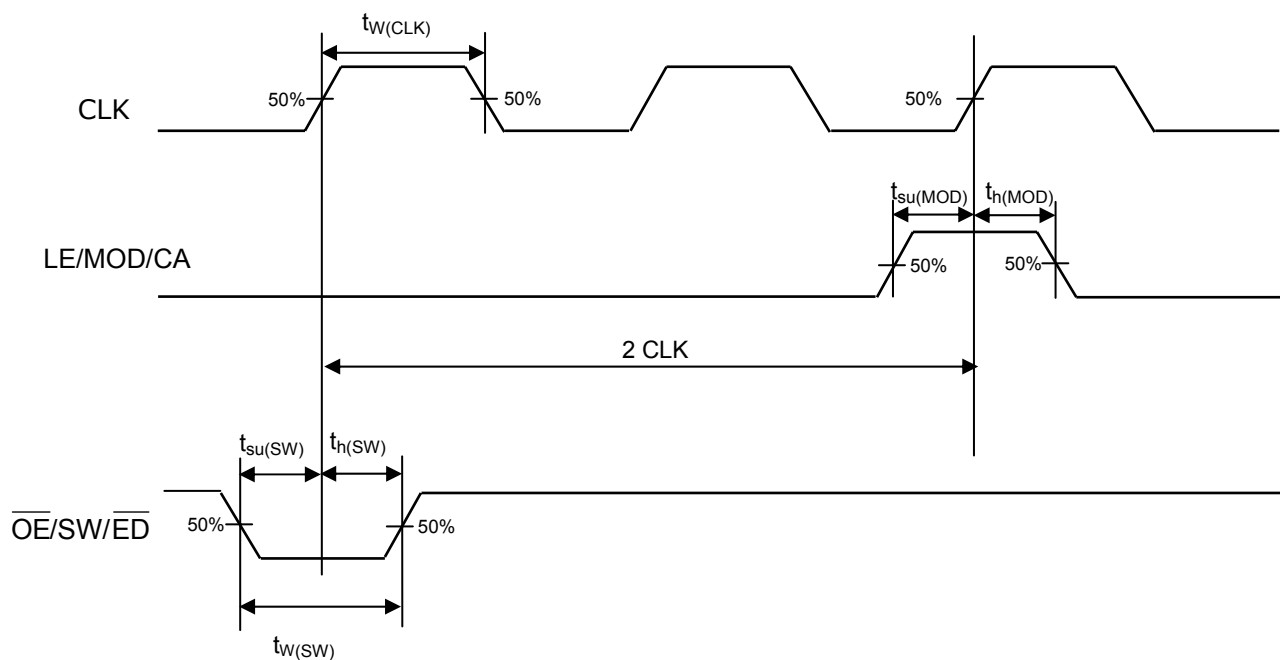 tW(CLK)
50%
50%
50%
CLK
tsu(MOD)
th(MOD)
LE/MOD/CA
50%
50%
2 CLK
tsu(SW)
th(SW)
OE/SW/ED
50%
50%
tW(SW)